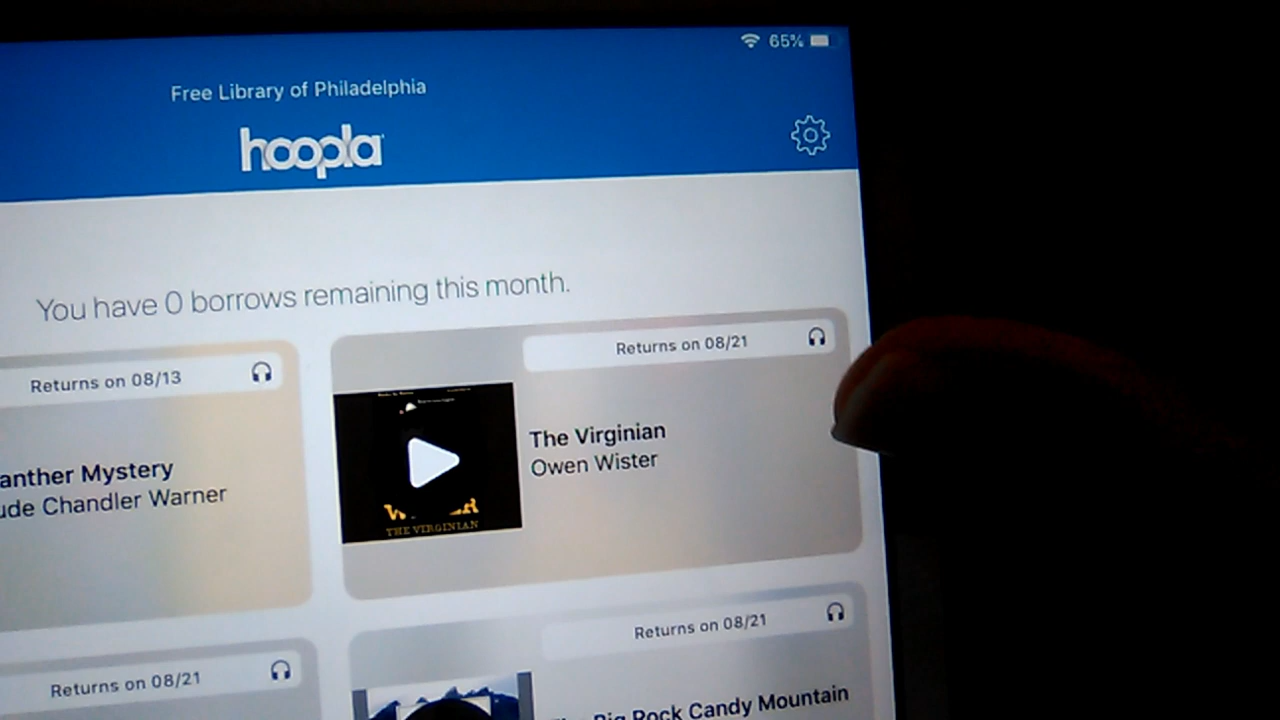 65%
Free Library of Philadelphia
hoopla
You have 0 borrows remaining this month.
Returns on 08/13
anther Mystery
ude Chandler Warner
Returns on 08/21
The Virginian
Owen Wister
THE VIRGINIAN
Returns on 08/21
Returns on 08/21
Big Rock Candy Mountain